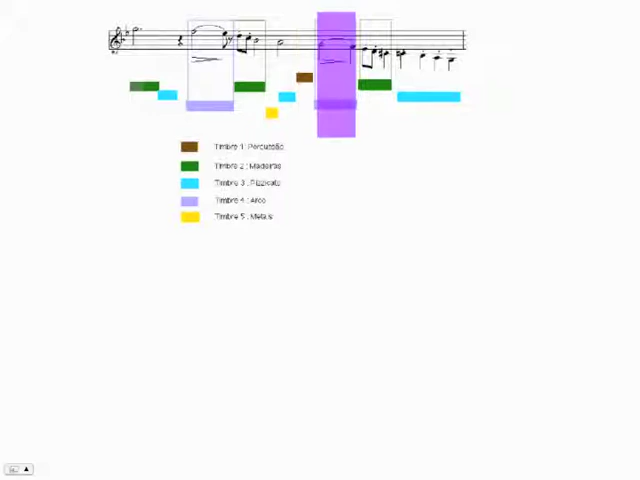 Timbre 1: Percussão
Timbre 2 : Madeiras
Timbre 3 : Pizzicato
Timbre 4 : Arco
Timbre 5 : Metais